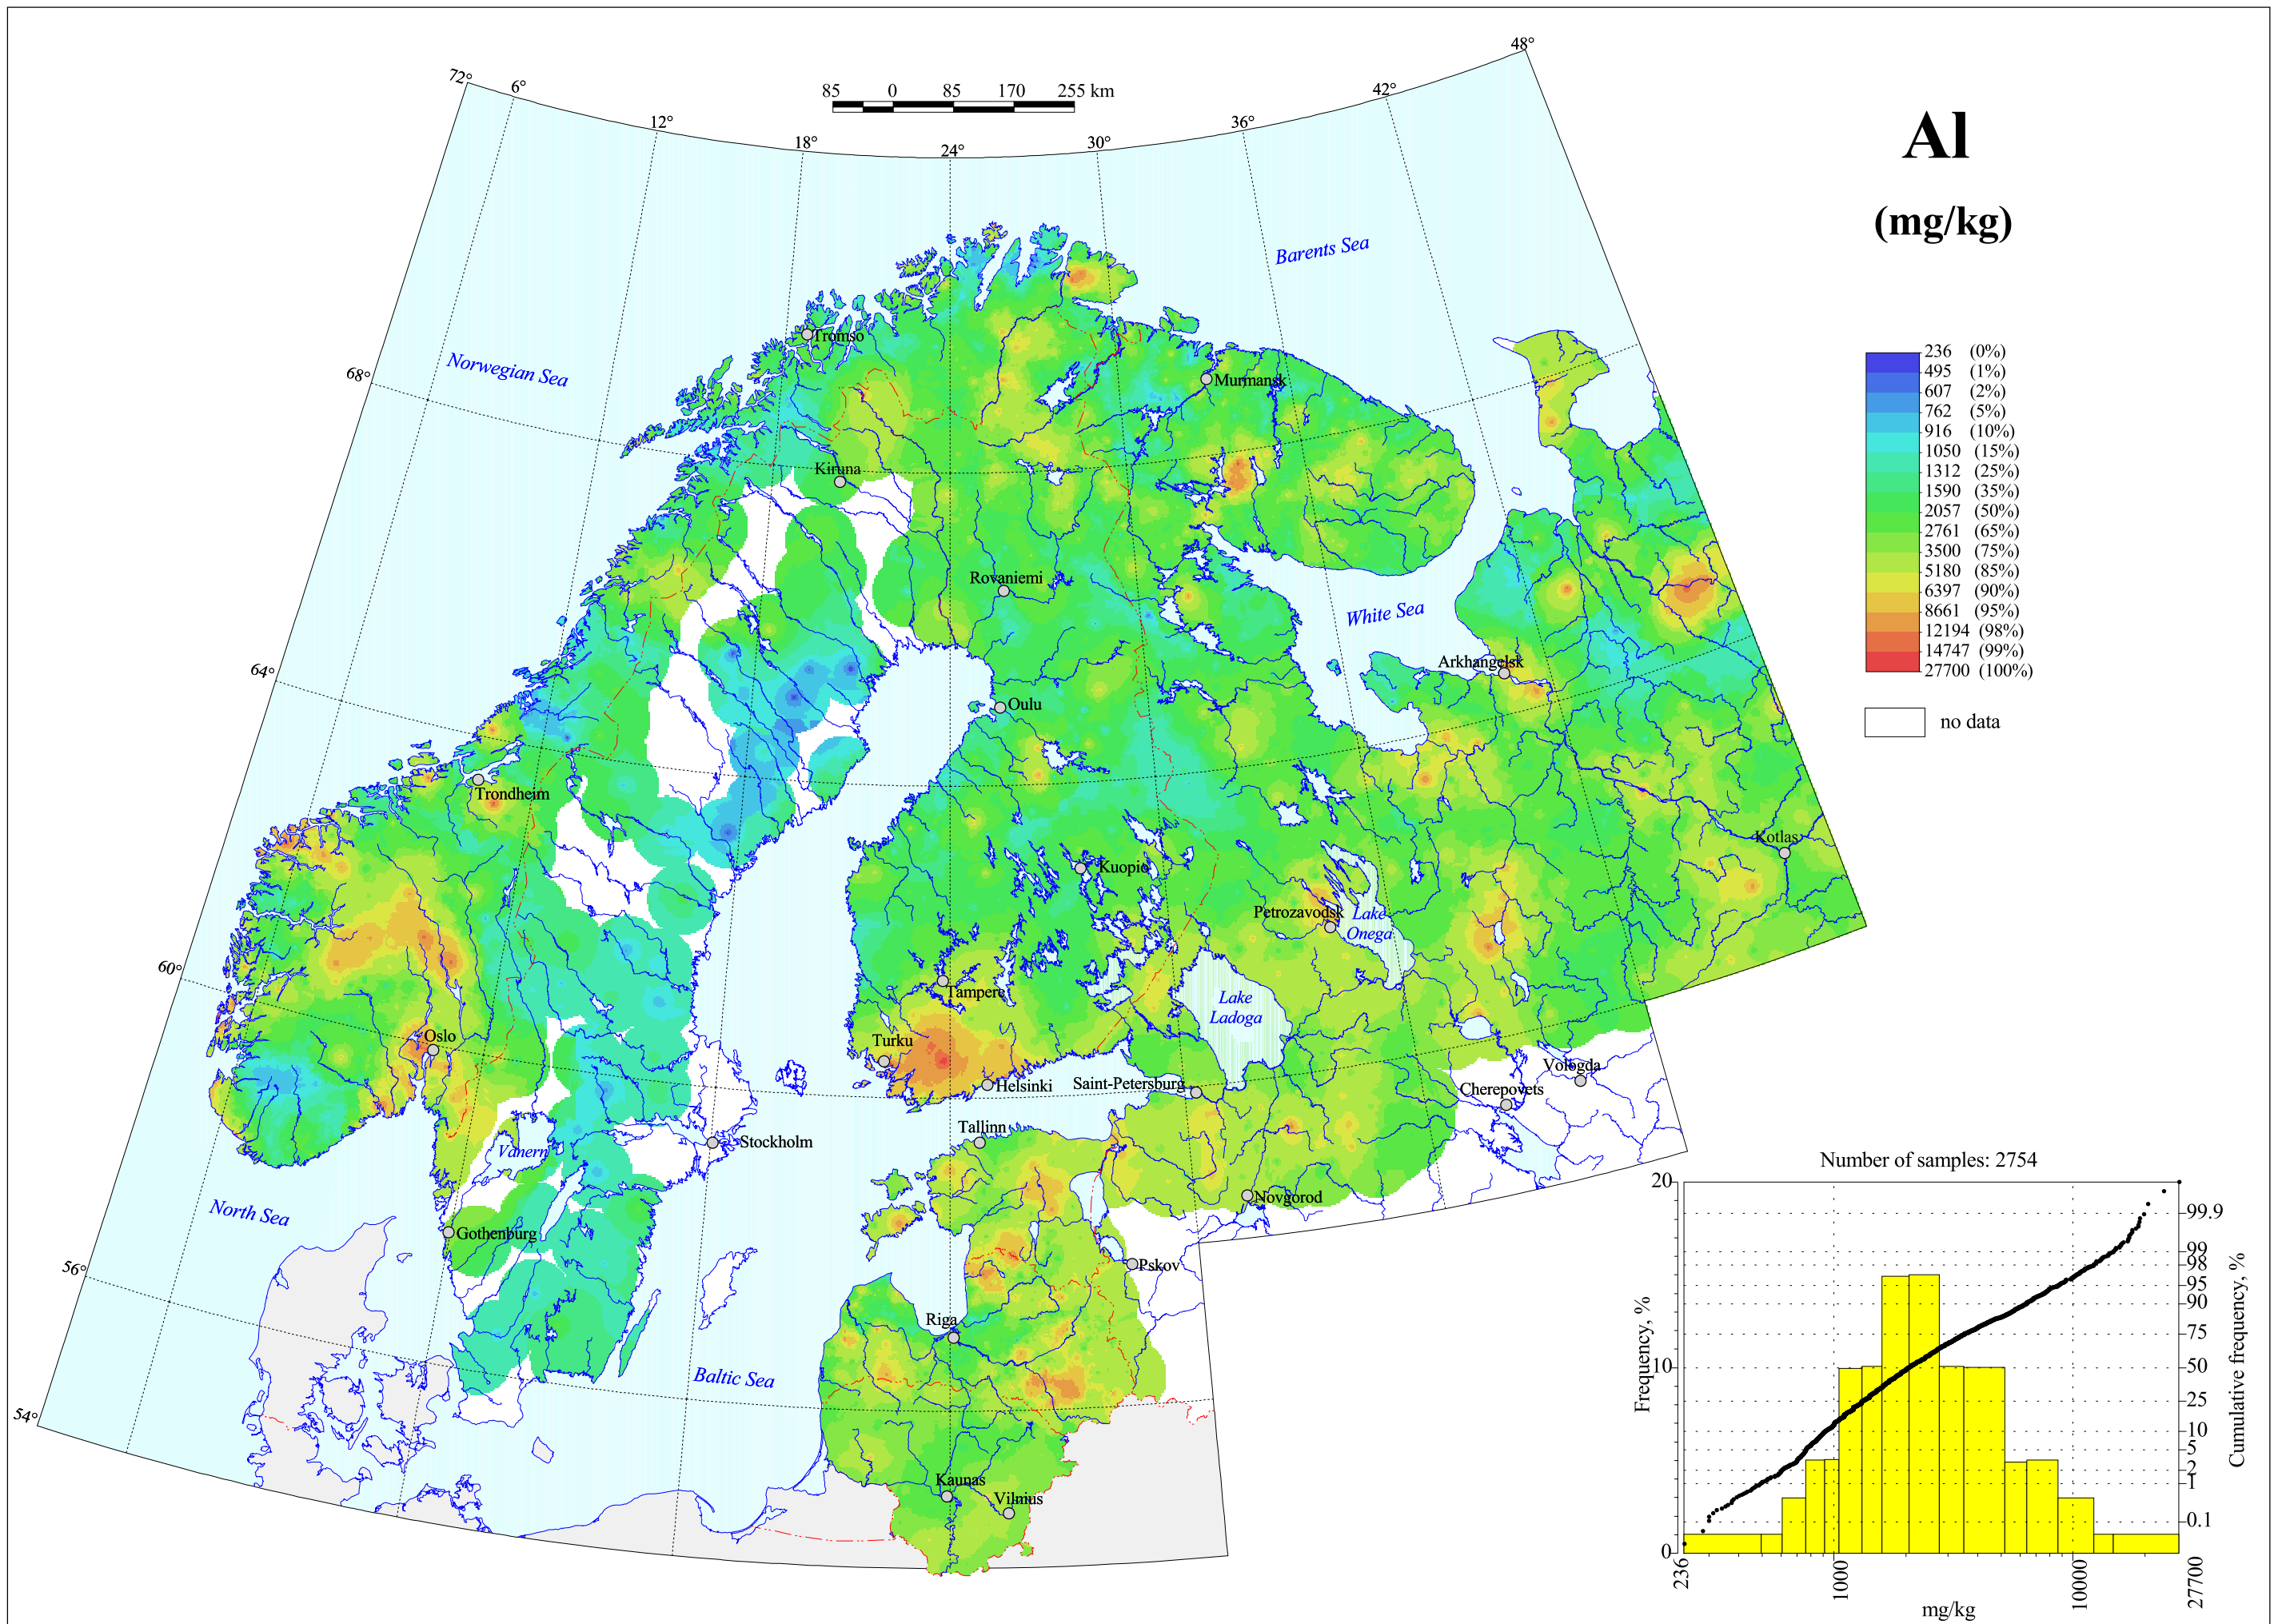 72°
6°
12°
18°
24°
30°
36°
42°
48°
85 0 85 170 255 km
Al
(mg/kg)
Barents Sea
Norwegian Sea
68°
Tromso
Murmansk
Kiruna
Rovaniemi
White Sea
Arkhangelsk
64°
Oulu
Trondheim
Kotlas
Kuopio
Petrozavodsk
Lake
Onega
60°
Tampere
Lake
Ladoga
Oslo
Turku
Helsinki
Saint-Petersburg
Vologda
Cherepovets
Stockholm
Tallinn
Vanern
Novgorod
North Sea
Gothenburg
Pskov
56°
Riga
Baltic Sea
54°
Kaunas
Vilnius
236 (0%)
495 (1%)
607 (2%)
762 (5%)
916 (10%)
1050 (15%)
1312 (25%)
1590 (35%)
2057 (50%)
2761 (65%)
3500 (75%)
5180 (85%)
6397 (90%)
8661 (95%)
12194 (98%)
14747 (99%)
27700 (100%)
no data
Number of samples: 2754
20
10
0
Frequency, %
99.9
99
98
95
90
75
50
25
10
5
2
1
0.1
Cumulative frequency, %
236
1000
10000
27700
mg/kg